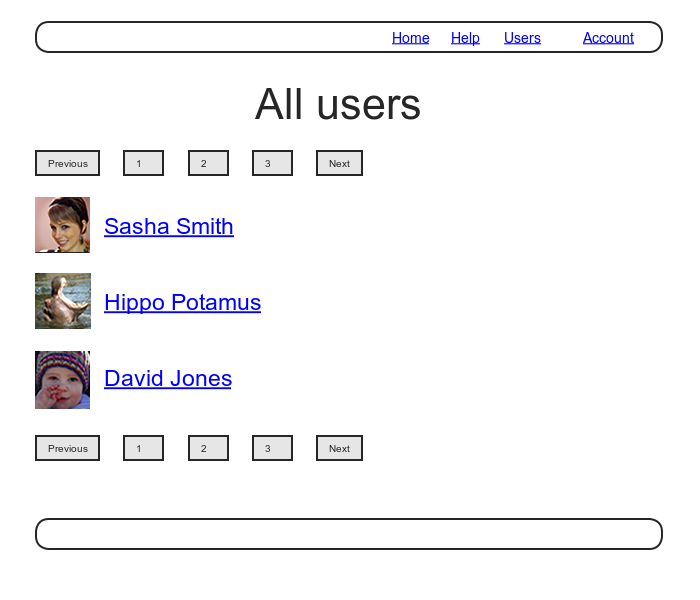 Home Help Users Account
All users
Previous 1 2 3 Next
Sasha Smith
Hippo Potamus
David Jones
Previous 1 2 3 Next